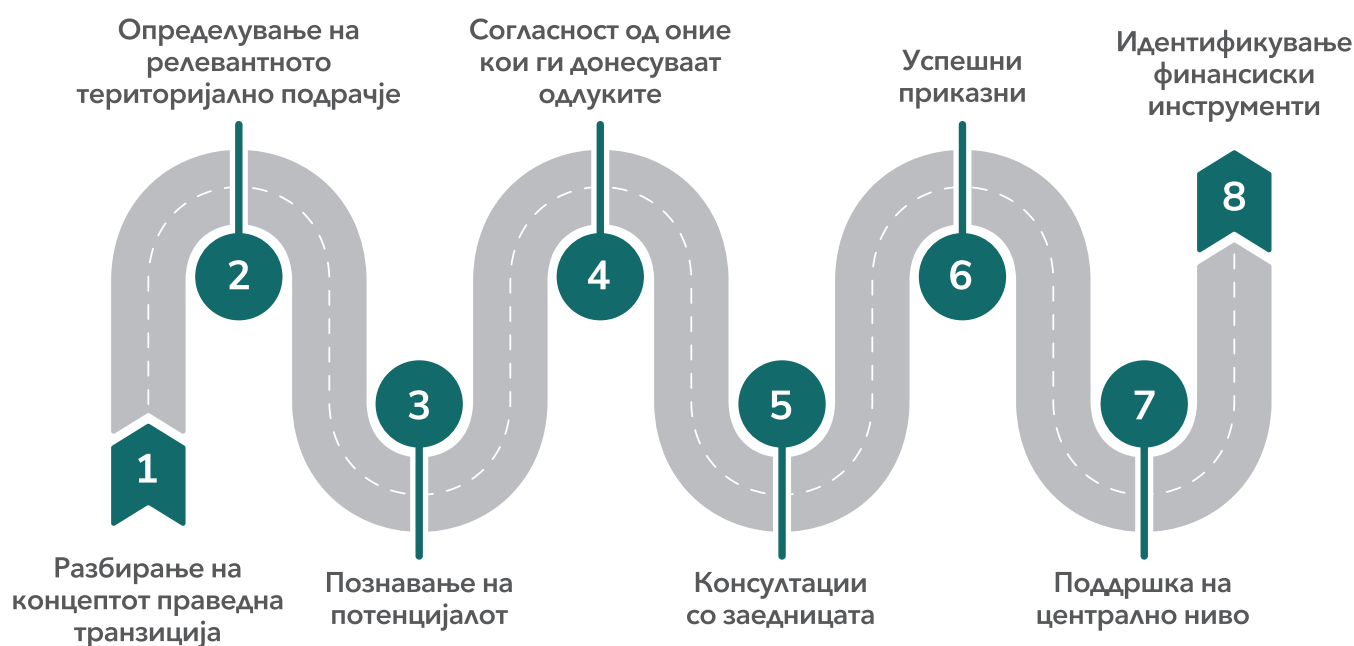 Определување на
релевантното
територијално подрачје
Согласност од оние
кои ги донесуваат
одлуките
Успешни
приказни
Идентификување
финансиски
инструменти
8
2
4
6
3
5
7
1
Разбирање на
концептот праведна
транзиција
Познавање на
потенцијалот
Консултации
со заедницата
Поддршка на
централно ниво